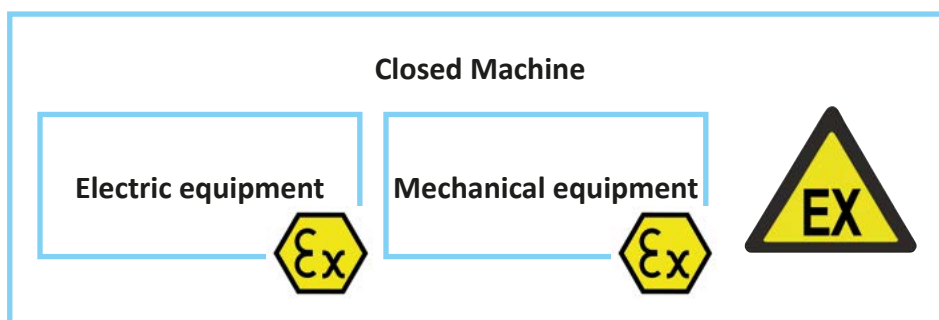 Closed Machine
Electric equipment
Mechanical equipment
EX
Ex
Ex